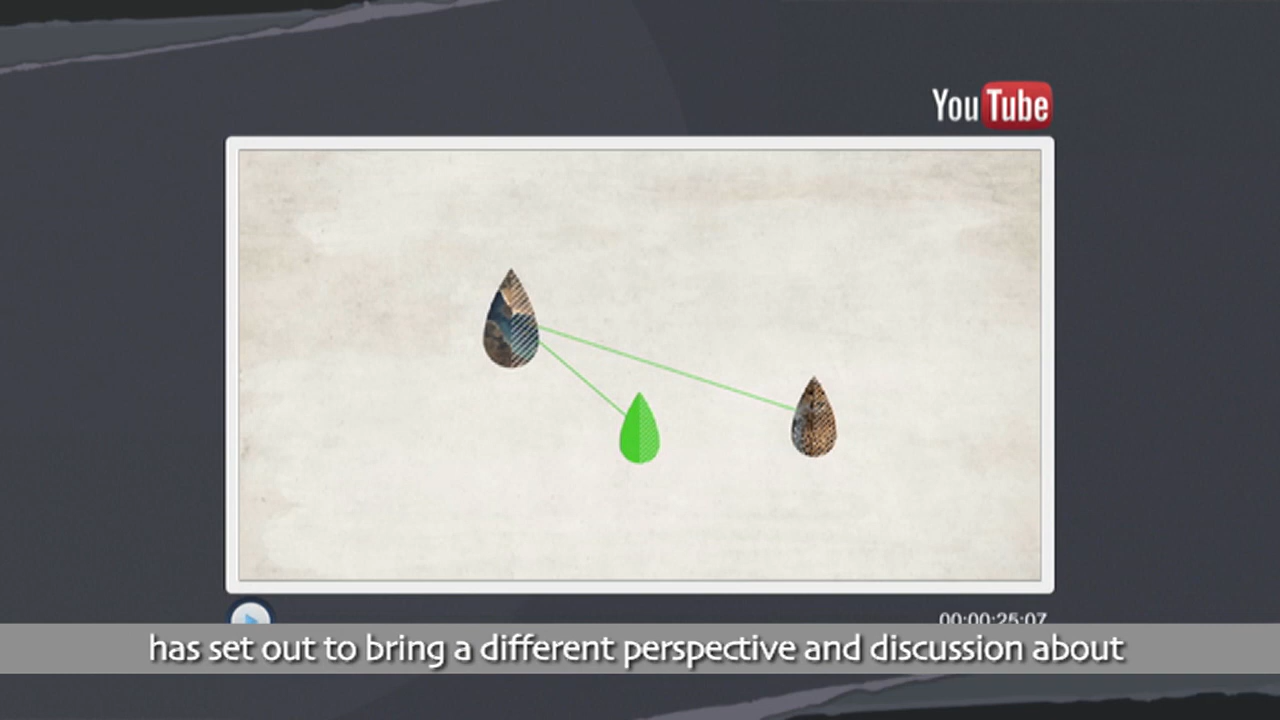 YouTube
00:00:25:07
has set out to bring a different perspective and discussion about